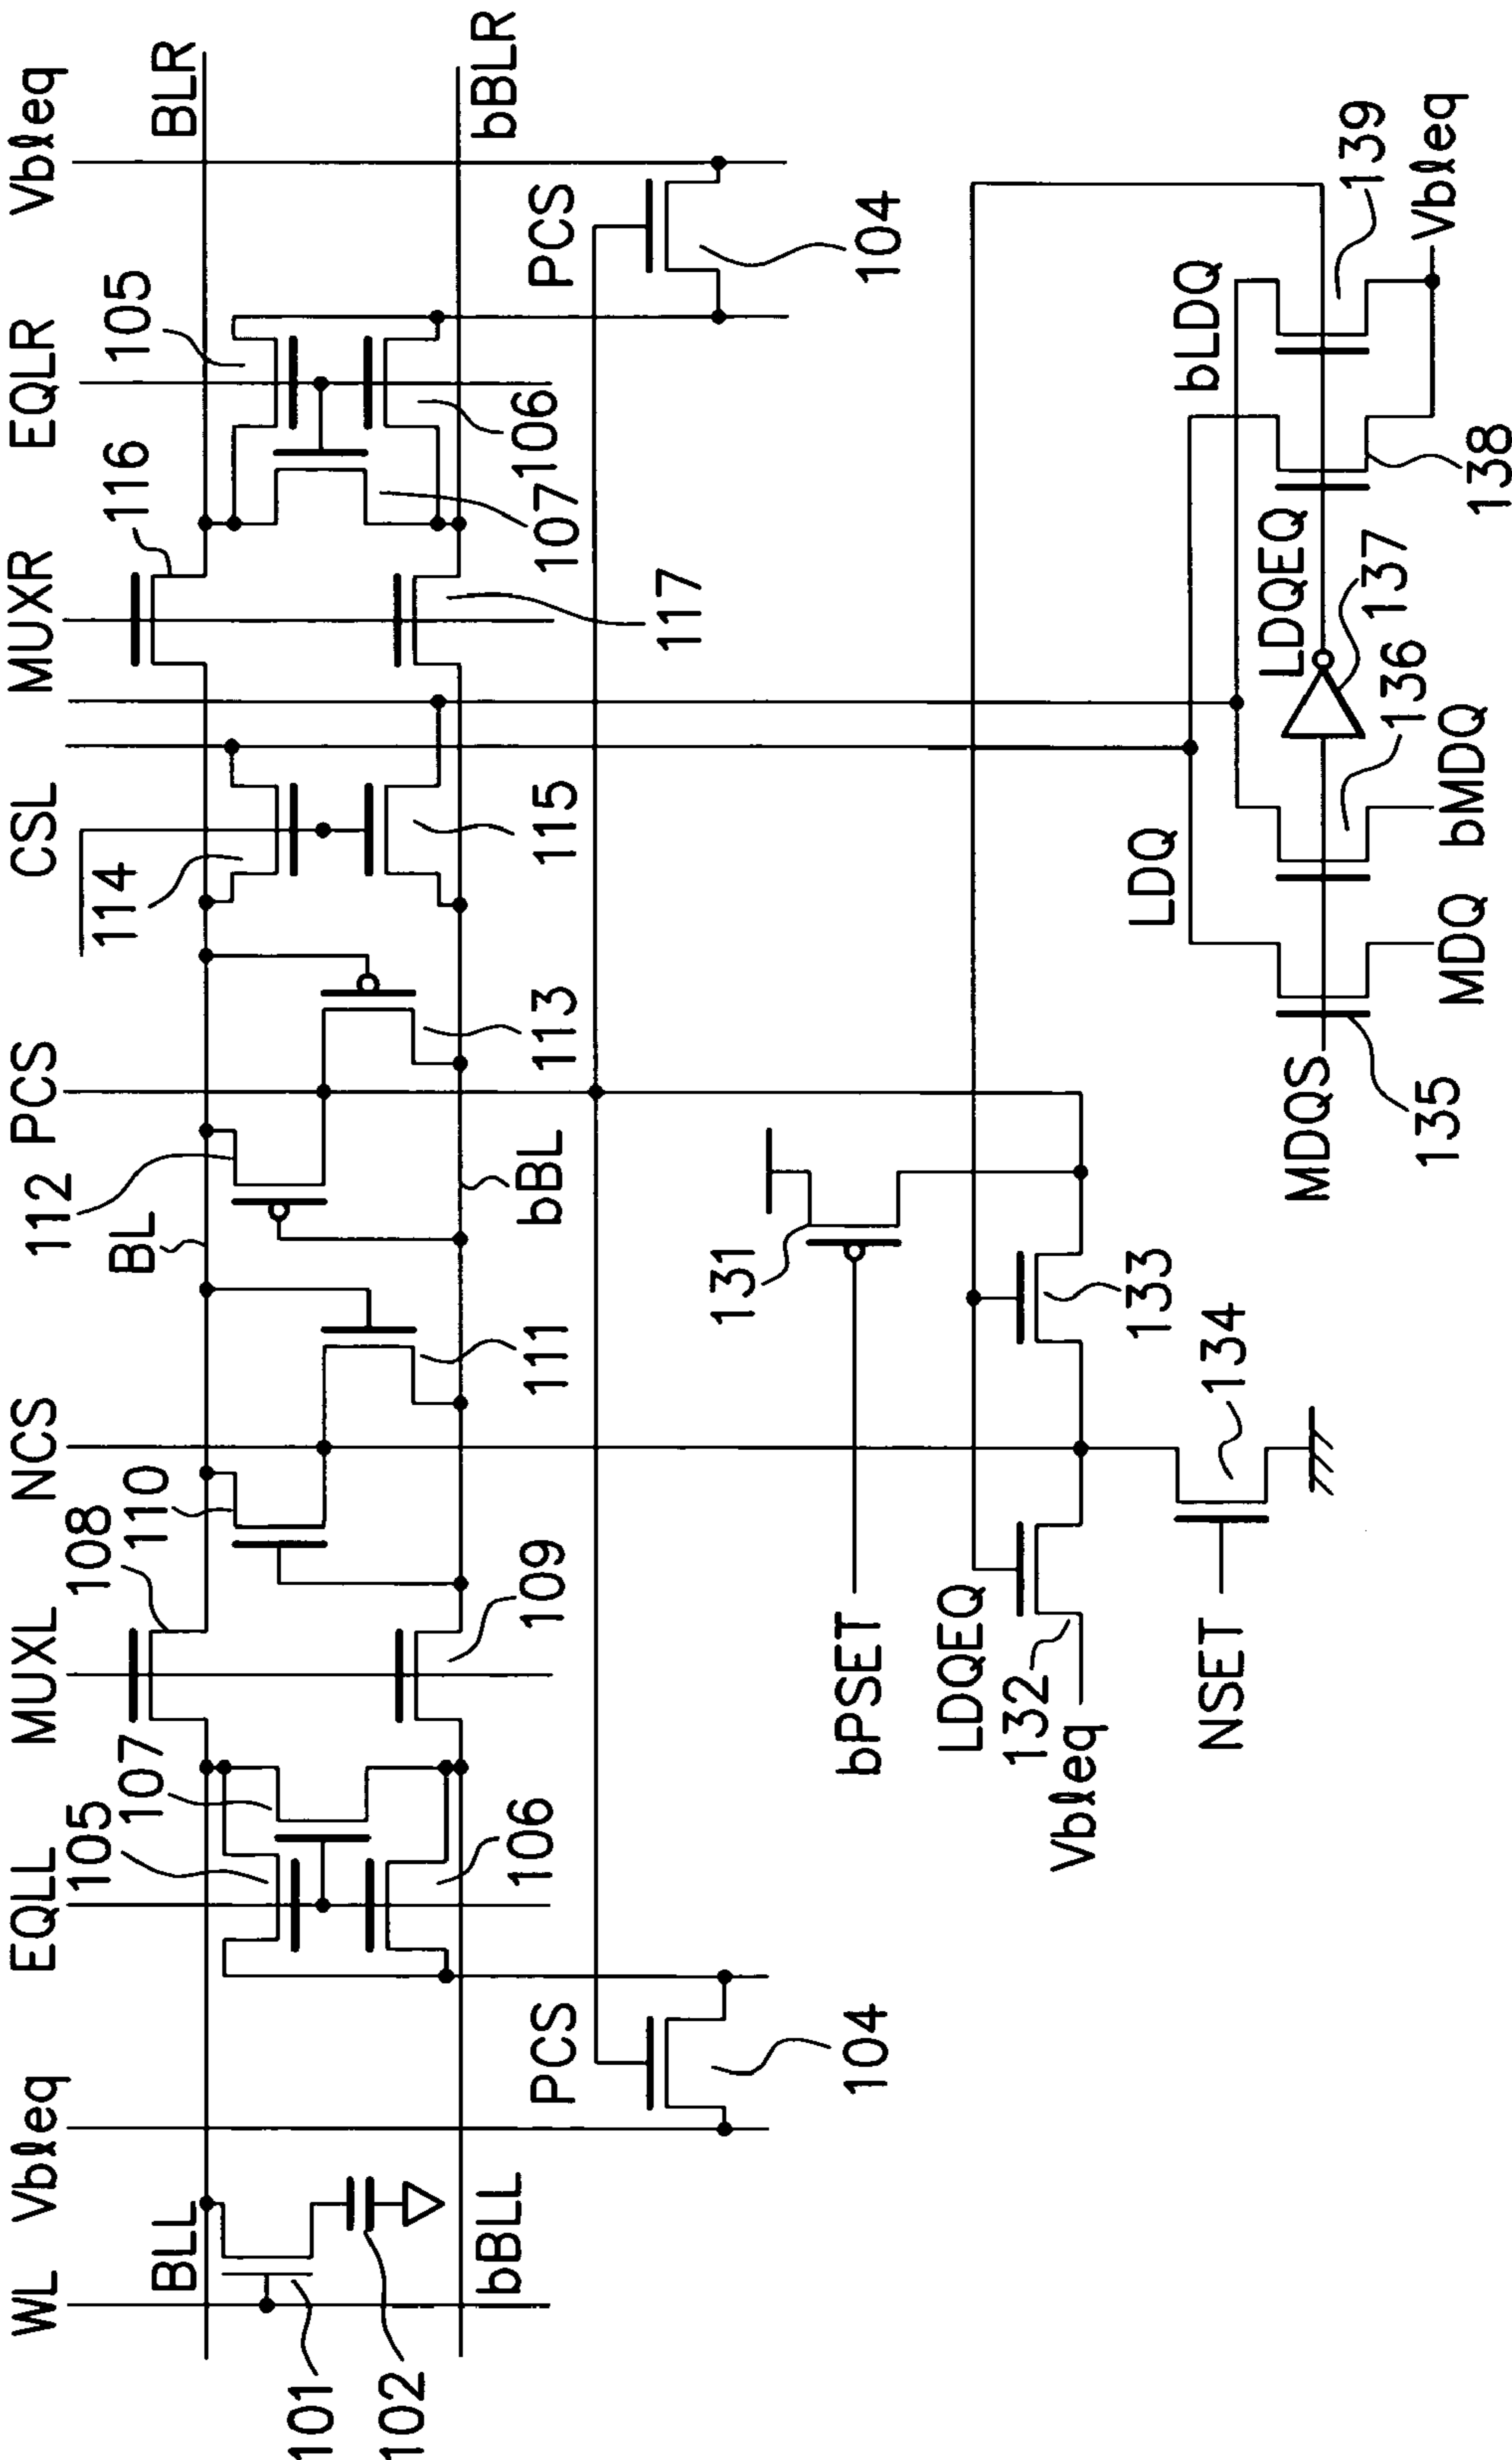 WL
Vbℓeq
EQLL
MUXL
NCS
PCS
CSL
MUXR
EQLR
Vbℓeq
105
107
108
110
BL
112
114
116
105
BLL
BLR
101
102
bBLL
106
109
111
bBL
113
115
117
107
106
bBLR
PCS
104
PCS
104
bPSET
131
LDQEQ
132
Vbℓeq
133
NSET
134
LDQ
bLDQ
MDQS
LDQEQ
135
136
137
138
139
MDQ
bMDQ
Vbℓeq